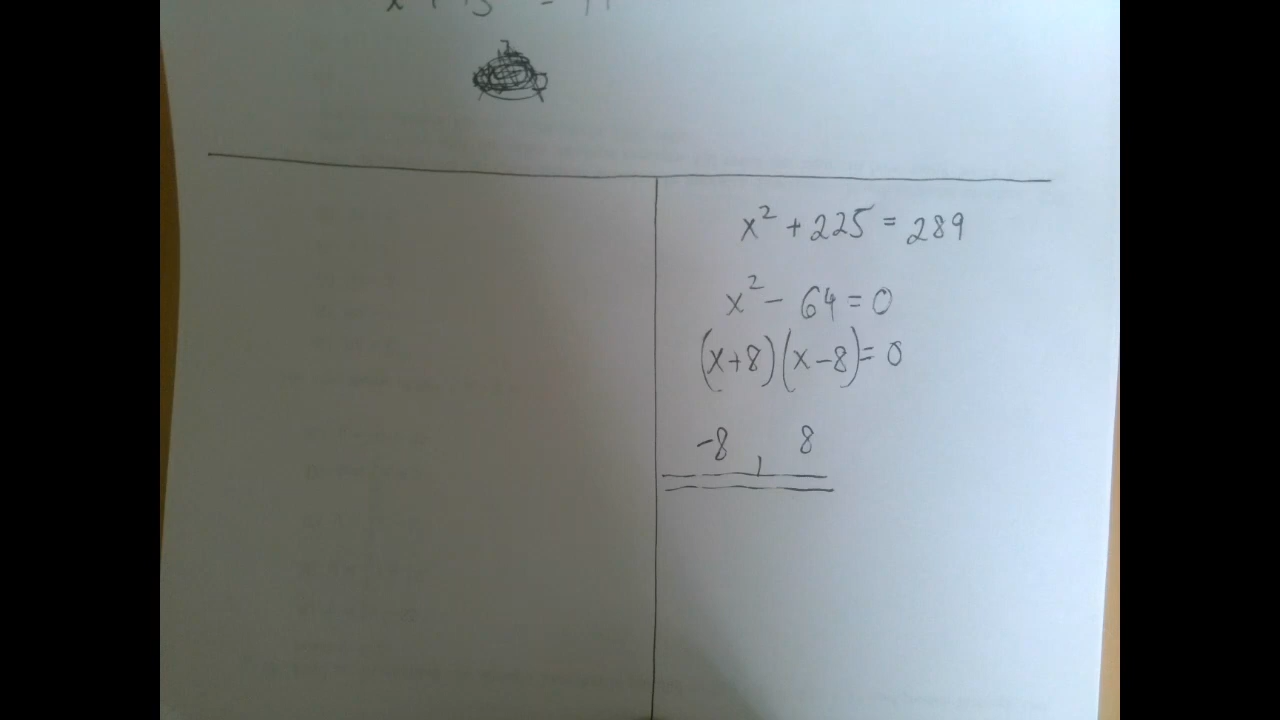 x² + 225 = 289
x² - 64 = 0
(x+8)(x-8) = 0
-8, 8